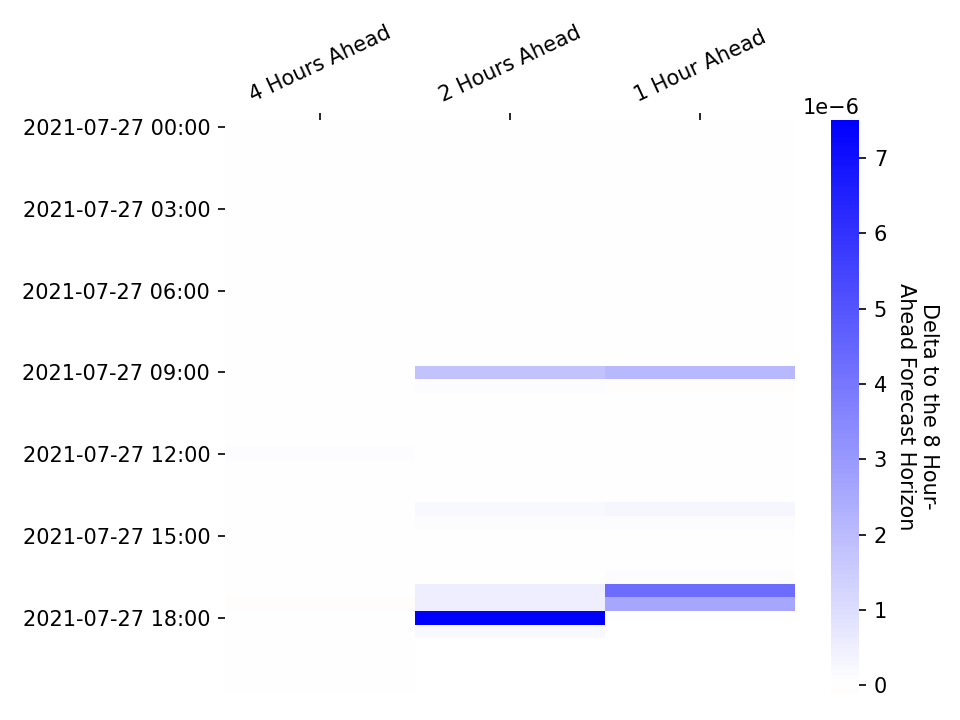 4 Hours Ahead
2 Hours Ahead
1 Hour Ahead
1e−6
2021-07-27 00:00
2021-07-27 03:00
2021-07-27 06:00
2021-07-27 09:00
2021-07-27 12:00
2021-07-27 15:00
2021-07-27 18:00
7
6
5
4
3
2
1
0
Delta to the 8 Hour-
Ahead Forecast Horizon